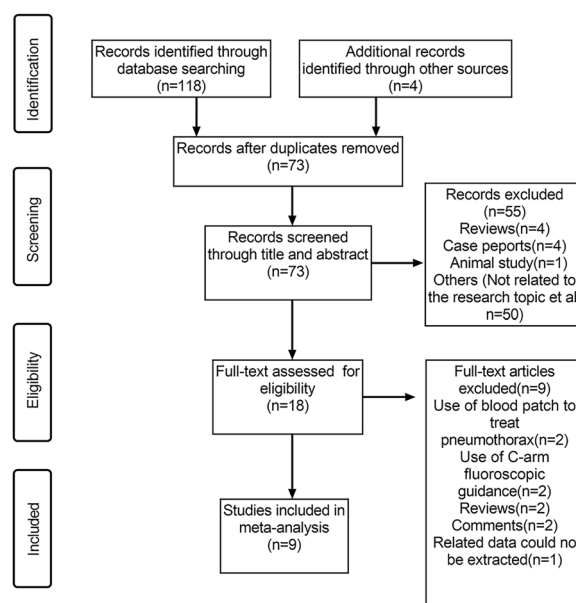 Identification
Records identified through
database searching
(n=118)
Additional records
identified through other sources
(n=4)
Records after duplicates removed
(n=73)
Screening
Records screened
through title and abstract
(n=73)
Records excluded
(n=55)
Reviews(n=4)
Case peports(n=4)
Animal study(n=1)
Others (Not related to
the research topic et al
n=50)
Eligibility
Full-text assessed for
eligibility
(n=18)
Full-text articles
excluded(n=9)
Use of blood patch to
treat
pneumothorax(n=2)
Use of C-arm
fluoroscopic
guidance(n=2)
Reviews(n=2)
Comments(n=2)
Related data could no
be extracted(n=1)
Included
Studies included in
meta-analysis
(n=9)